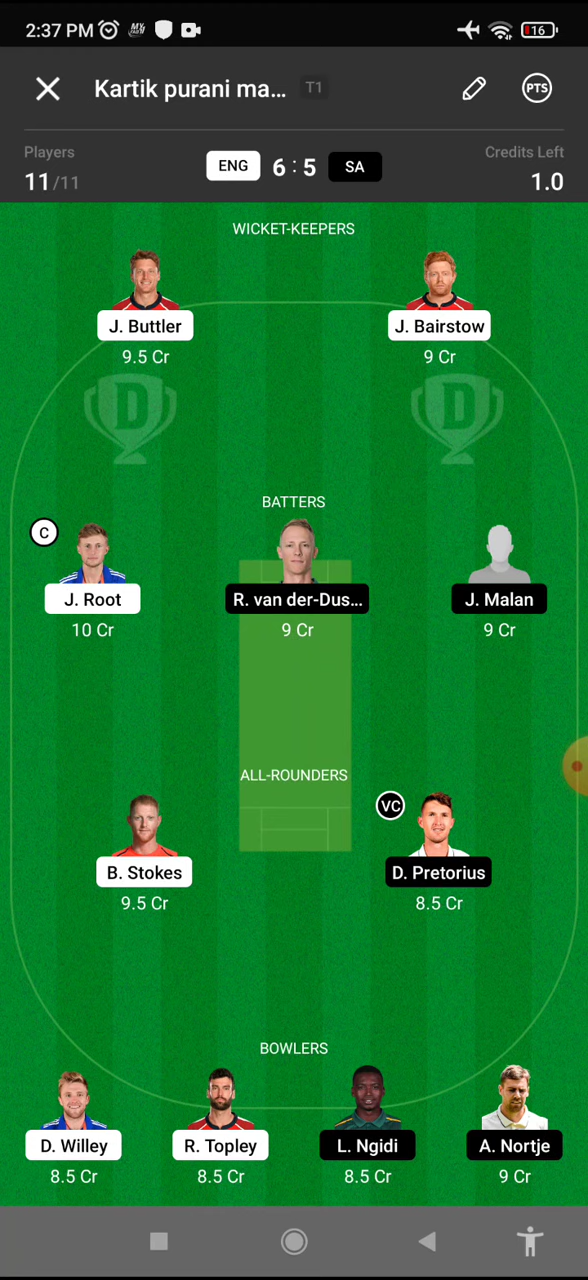 2:37 PM
16
Kartik purani ma... T1
PTS
Players
Credits Left
11/11
ENG 6 : 5 SA
1.0
WICKET-KEEPERS
D D
J. Buttler J. Bairstow
9.5 Cr 9 Cr
BATTERS
C
J. Root R. van der-Dus... J. Malan
10 Cr 9 Cr 9 Cr
ALL-ROUNDERS
VC
B. Stokes D. Pretorius
9.5 Cr 8.5 Cr
BOWLERS
D. Willey R. Topley L. Ngidi A. Nortje
8.5 Cr 8.5 Cr 8.5 Cr 9 Cr